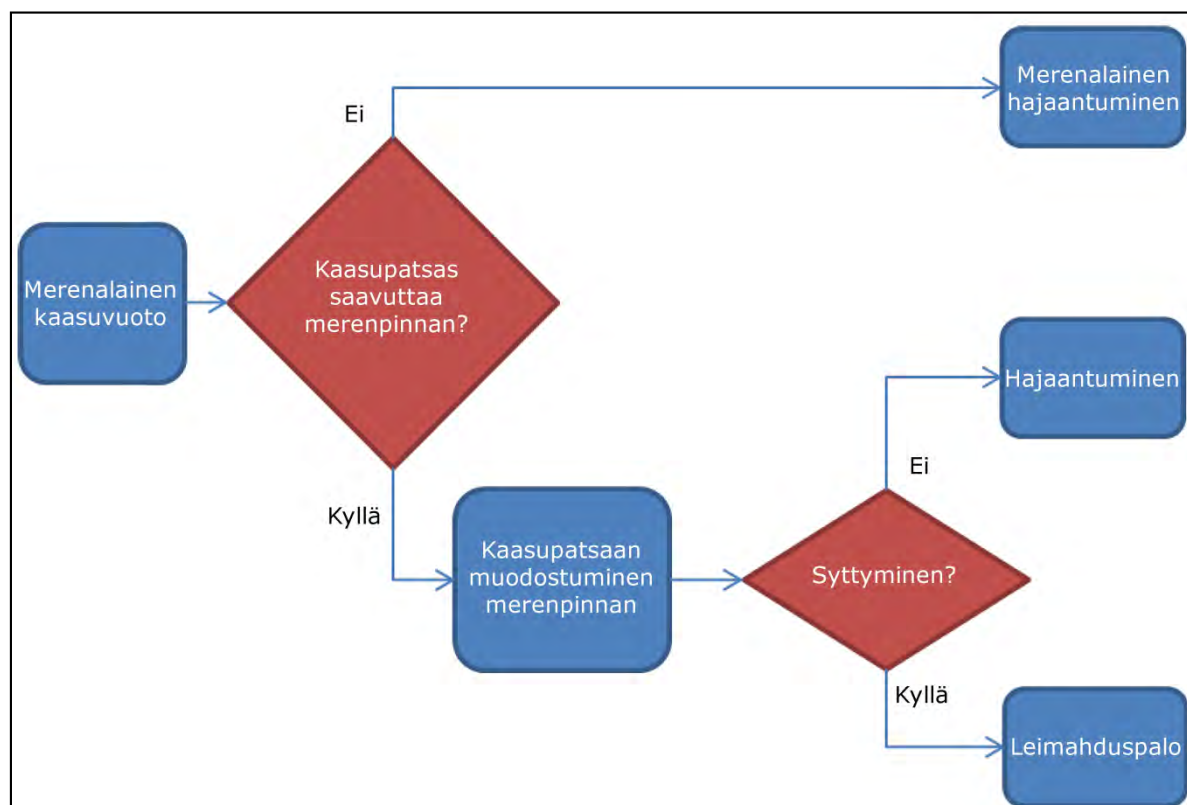 Merenalainen
hajaantuminen
Ei
Kaasupatsas
saavuttaa
merenpinnan?
Merenalainen
kaasuvuoto
Hajaantuminen
Ei
Kyllä
Kaasupatsaan
muodostuminen
merenpinnan
Syttyminen?
Kyllä
Leimahduspalo